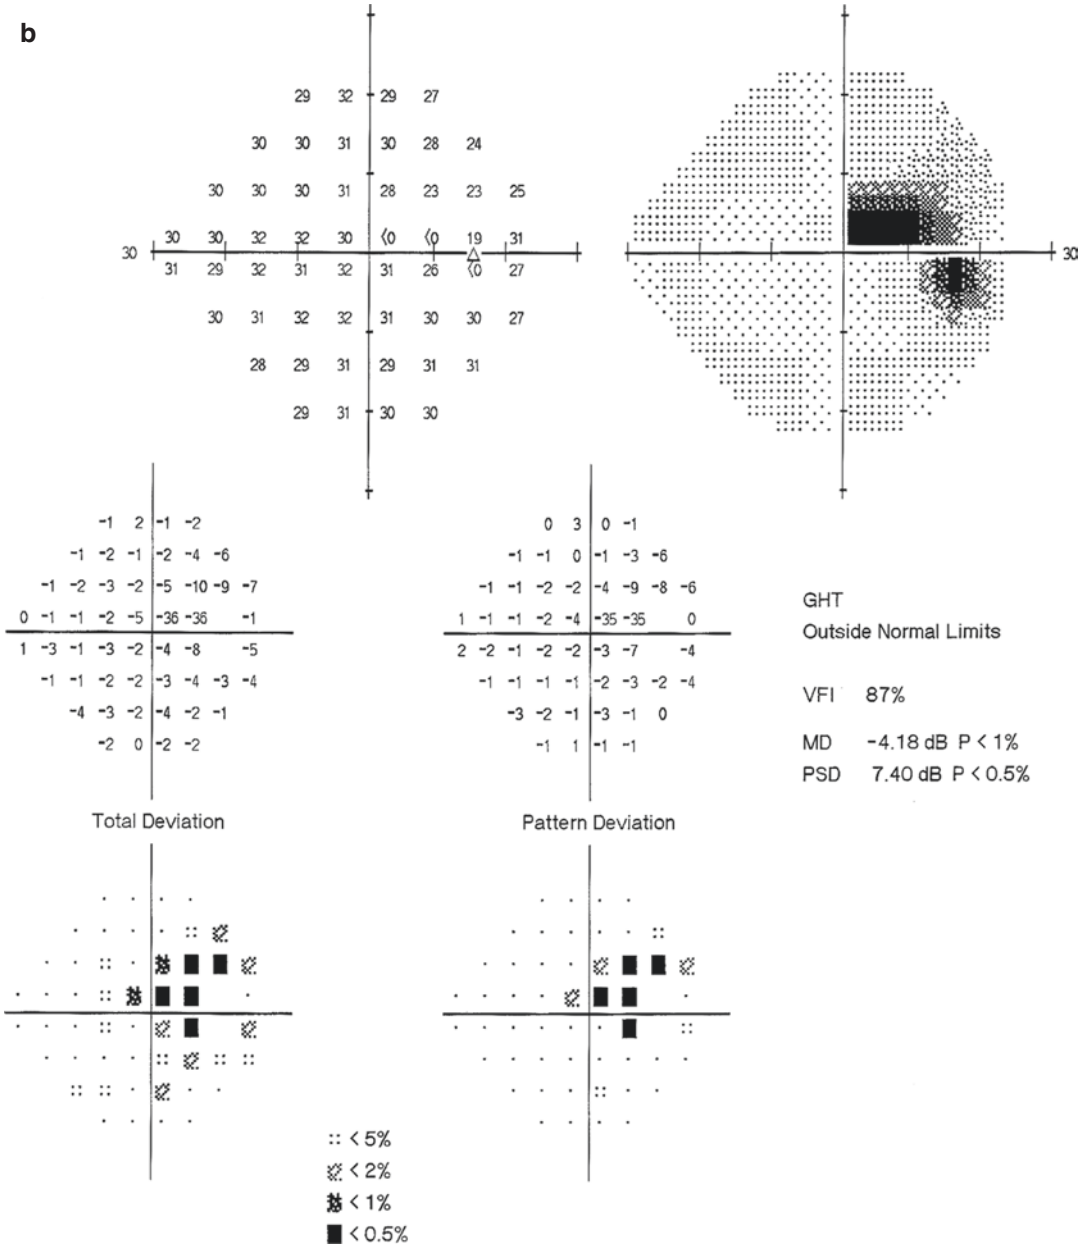 b
29 32 29 27
30 30 31 30 28 24
30 30 30 31 28 23 23 25
30 30 32 32 30 <0 <0 19 31
30 30°
31 29 32 31 32 31 26 <0 27
30 31 32 32 31 30 30 27
28 29 31 29 31 31
29 31 30 30
-1 2 -1 -2
-1 -2 -1 -2 -4 -6
-1 -2 -3 -2 -5 -10 -9 -7
0 -1 -1 -2 -5 -36 -36 -1
1 -3 -1 -3 -2 -4 -8 -5
-1 -1 -2 -2 -3 -4 -3 -4
-4 -3 -2 -4 -2 -1
-2 0 -2 -2
Total Deviation
0 3 0 -1
-1 -1 0 -1 -3 -6
-1 -1 -2 -2 -4 -9 -8 -6
1 -1 -1 -2 -4 -35 -35 0
2 -2 -1 -2 -2 -3 -7 -4
-1 -1 -1 -1 -2 -3 -2 -4
-3 -2 -1 -3 -1 0
-1 1 -1 -1
Pattern Deviation
GHT
Outside Normal Limits
VFI 87%
MD -4.18 dB P < 1%
PSD 7.40 dB P < 0.5%
< 5%
< 2%
< 1%
< 0.5%